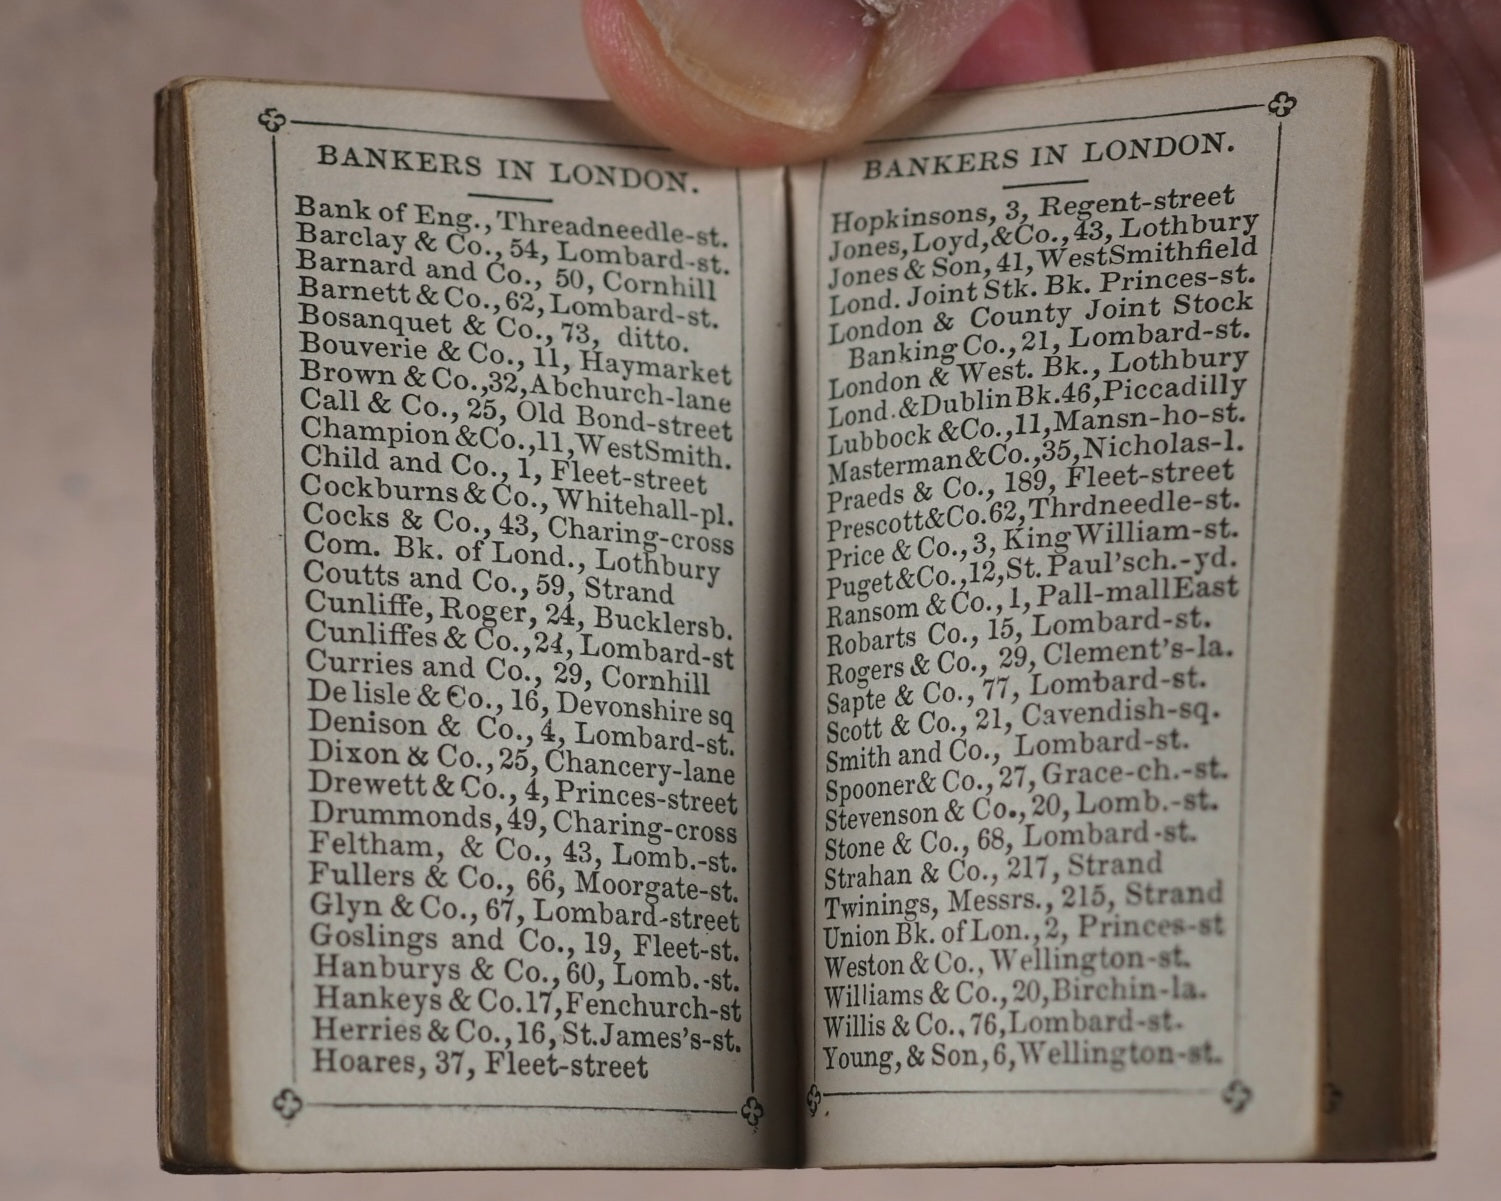 BANKERS IN LONDON.
Bank of Eng., Threadneedle-st.
Barclay & Co., 54, Lombard-st.
Barnard and Co., 50, Cornhill
Barnett & Co., 62, Lombard-st.
Bosanquet & Co., 73, ditto.
Bouverie & Co., 11, Haymarket
Brown & Co., 32, Abchurch-lane
Call & Co., 25, Old Bond-street
Champion & Co., 11, West Smith.
Child and Co., 1, Fleet-street
Cockburns & Co., Whitehall-pl.
Cocks & Co., 43, Charing-cross
Com. Bk. of Lond., Lothbury
Coutts and Co., 59, Strand
Cunliffe, Roger, 24, Bucklersb.
Cunliffes & Co., 24, Lombard-st
Curries and Co., 29, Cornhill
De lisle & Co., 16, Devonshire sq
Denison & Co., 4, Lombard-st.
Dixon & Co., 25, Chancery-lane
Drewett & Co., 4, Princes-street
Drummonds, 49, Charing-cross
Feltham, & Co., 43, Lomb.-st.
Fullers & Co., 66, Moorgate-st.
Glyn & Co., 67, Lombard-street
Goslings and Co., 19, Fleet-st.
Hanburys & Co., 60, Lomb.-st.
Hankeys & Co. 17, Fenchurch-st
Herries & Co., 16, St. James's-st.
Hoares, 37, Fleet-street
BANKERS IN LONDON.
Hopkinsons, 3, Regent-street
Jones, Loyd, & Co., 43, Lothbury
Jones & Son, 41, West Smithfield
Lond. Joint Stk. Bk. Princes-st.
London & County Joint Stock
Banking Co., 21, Lombard-st.
London & West. Bk., Lothbury
Lond. & Dublin Bk. 46, Piccadilly
Lubbock & Co., 11, Mansn-ho-st.
Masterman & Co., 35, Nicholas-l.
Praeds & Co., 189, Fleet-street
Prescott & Co. 62, Thrdneedle-st.
Price & Co., 3, King William-st.
Puget & Co., 12, St. Paul's ch.-yd.
Ransom & Co., 1, Pall-mall East
Robarts Co., 15, Lombard-st.
Rogers & Co., 29, Clement's-la.
Sapte & Co., 77, Lombard-st.
Scott & Co., 21, Cavendish-sq.
Smith and Co., Lombard-st.
Spooner & Co., 27, Grace-ch.-st.
Stevenson & Co., 20, Lomb.-st.
Stone & Co., 68, Lombard-st.
Strahan & Co., 217, Strand
Twinings, Messrs., 215, Strand
Union Bk. of Lon., 2, Princes-st
Weston & Co., Wellington-st.
Williams & Co., 20, Birchin-la.
Willis & Co., 76, Lombard-st.
Young, & Son, 6, Wellington-st.